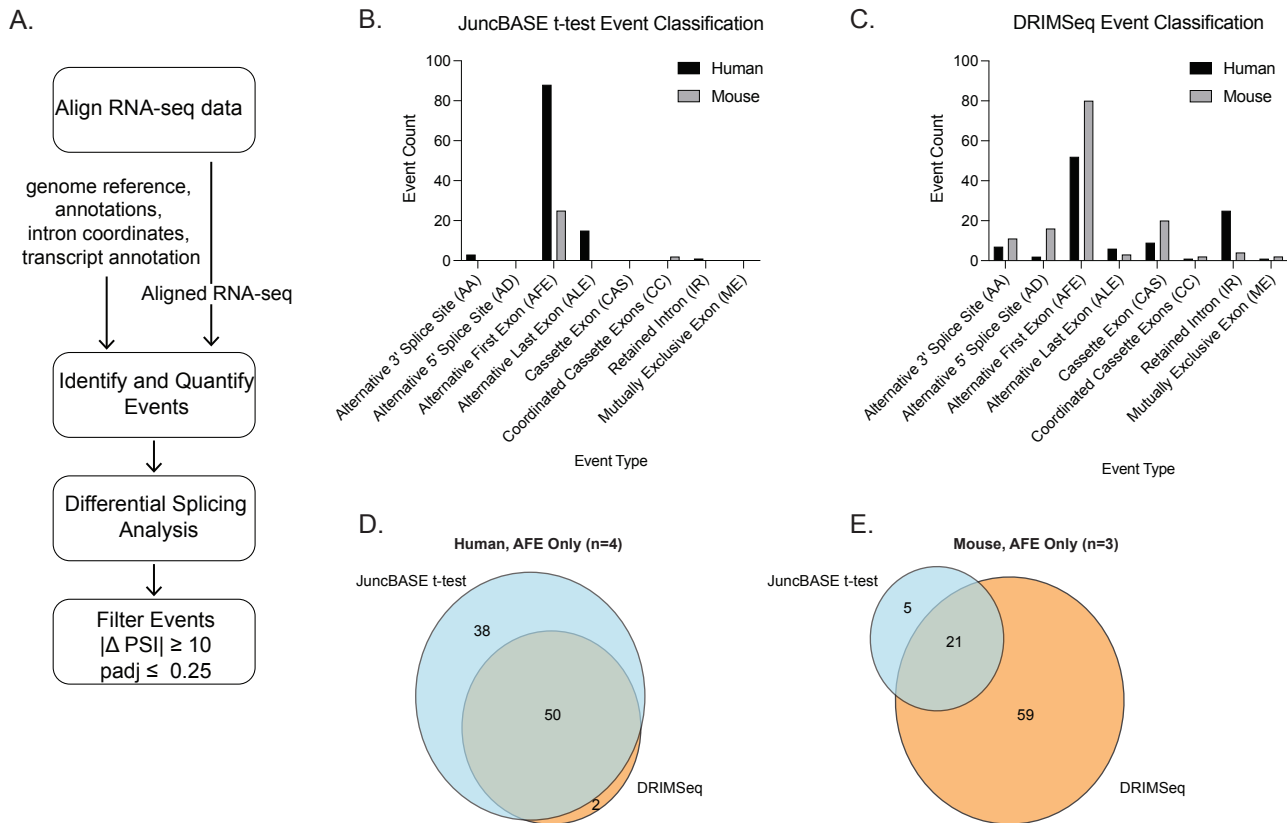 A.
Align RNA-seq data
genome reference,
annotations,
intron coordinates,
transcript annotation
Aligned RNA-seq
Identify and Quantify
Events
Differential Splicing
Analysis
Filter Events
|Δ PSI| ≥ 10
padj ≤ 0.25
B.
JuncBASE t-test Event Classification
Human
Mouse
Event Count
100
80
60
40
20
0
Alternative 3' Splice Site (AA)
Alternative 5' Splice Site (AD)
Alternative First Exon (AFE)
Alternative Last Exon (ALE)
Cassette Exon (CAS)
Coordinated Cassette Exons (CC)
Retained Intron (IR)
Mutually Exclusive Exon (ME)
Event Type
C.
DRIMSeq Event Classification
Human
Mouse
Event Count
100
80
60
40
20
0
Alternative 3' Splice Site (AA)
Alternative 5' Splice Site (AD)
Alternative First Exon (AFE)
Alternative Last Exon (ALE)
Cassette Exon (CAS)
Coordinated Cassette Exons (CC)
Retained Intron (IR)
Mutually Exclusive Exon (ME)
Event Type
D.
Human, AFE Only (n=4)
JuncBASE t-test
38
50
2
DRIMSeq
E.
Mouse, AFE Only (n=3)
JuncBASE t-test
5
21
59
DRIMSeq